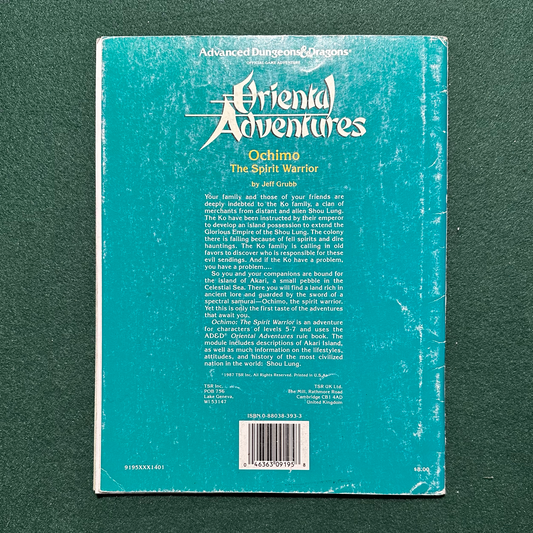 Advanced Dungeons & Dragons®
OFFICIAL GAME ADVENTURE
Oriental
Adventures
Ochimo
The Spirit Warrior
by Jeff Grubb
Your family and those of your friends are
deeply indebted to the Ko family, a clan of
merchants from distant and alien Shou Lung.
The Ko have been instructed by their emperor
to develop an island possession to extend the
Glorious Empire of the Shou Lung. The colony
there is failing because of fell spirits and dire
hauntings. The Ko family is calling in old
favors to discover who is responsible for these
evil sendings. And if the Ko have a problem,
you have a problem....
So you and your companions are bound for
the island of Akari, a small pebble in the
Celestial Sea. There you will find a land rich in
ancient lore and guarded by the sword of a
spectral samurai—Ochimo, the spirit warrior.
Yet this is only the first taste of the adventures
that await you.
Ochimo: The Spirit Warrior is an adventure
for characters of levels 5-7 and uses the
AD&D® Oriental Adventures rule book. The
module includes descriptions of Akari Island,
as well as much information on the lifestyles,
attitudes, and history of the most civilized
nation in the world: Shou Lung.
©1987 TSR Inc., All Rights Reserved. Printed in U.S.A.
TSR Inc.
POB 756
Lake Geneva,
WI 53147
TSR UK Ltd.
The Mill, Rathmore Road
Cambridge CB1 4AD
United Kingdom
ISBN 0-88038-393-3
0 46363 09195 8
9195XXX1401
$8.00